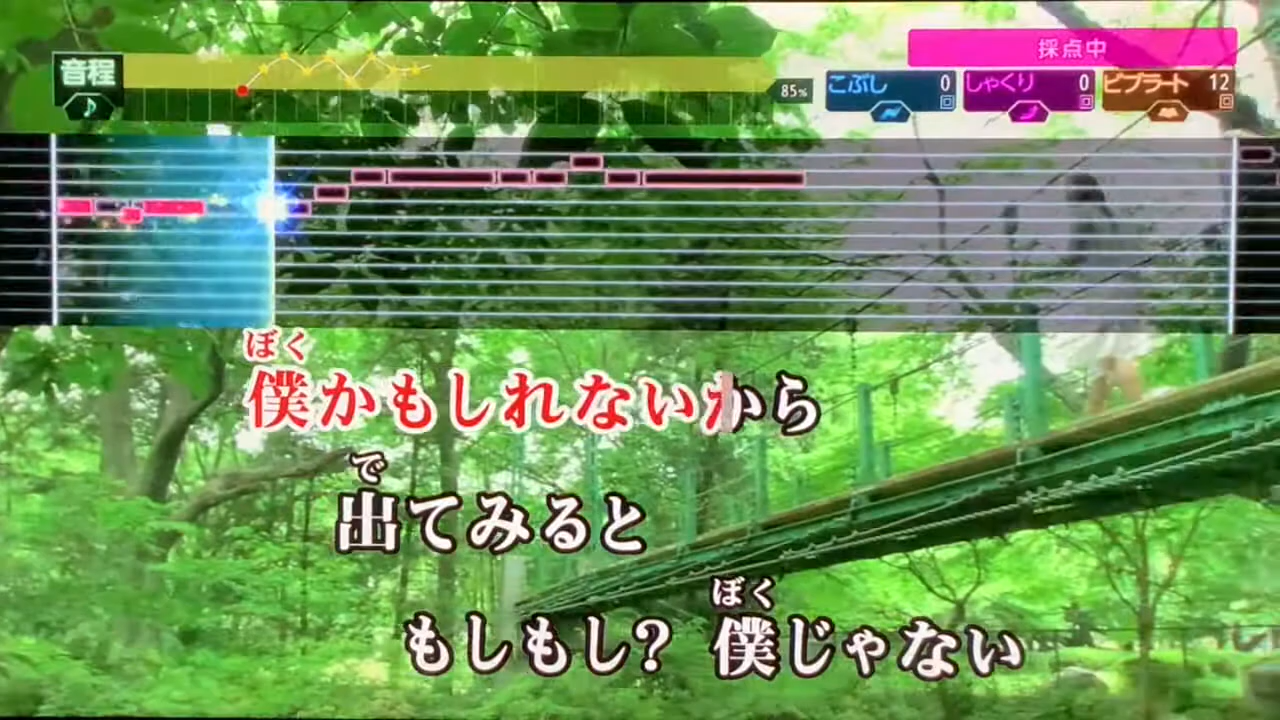 採点中
音程
85%
こぶし 0
しゃくり 0
ビブラート 12
ぼく
僕かもしれないから
で
出てみると
ぼく
もしもし? 僕じゃない